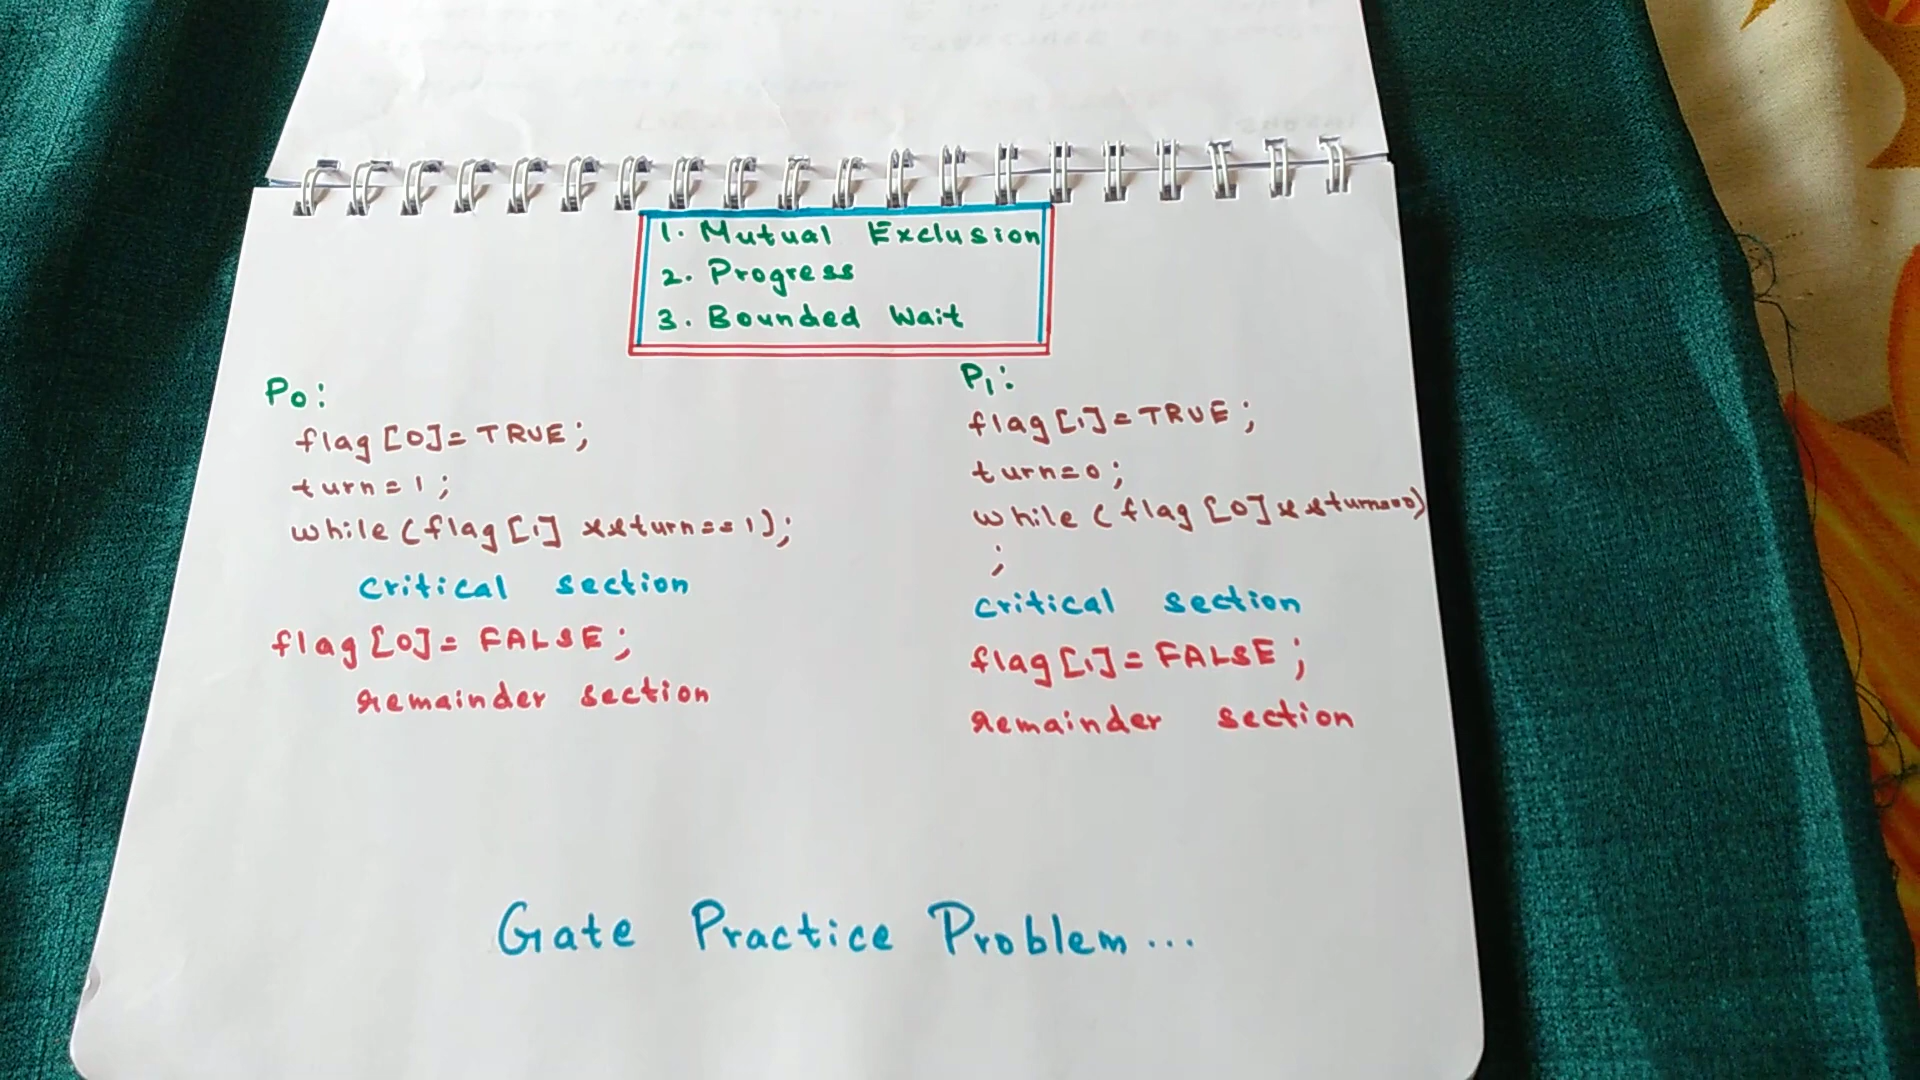 1. Mutual Exclusion
2. Progress
3. Bounded Wait
P0:
flag[0]=TRUE;
turn=1;
while(flag[1] &&turn==1);
critical section
flag[0]=FALSE;
remainder section
P1:
flag[1]=TRUE;
turn=0;
while(flag[0]&&turn==0)
;
critical section
flag[1]=FALSE;
remainder section
Gate Practice Problem...